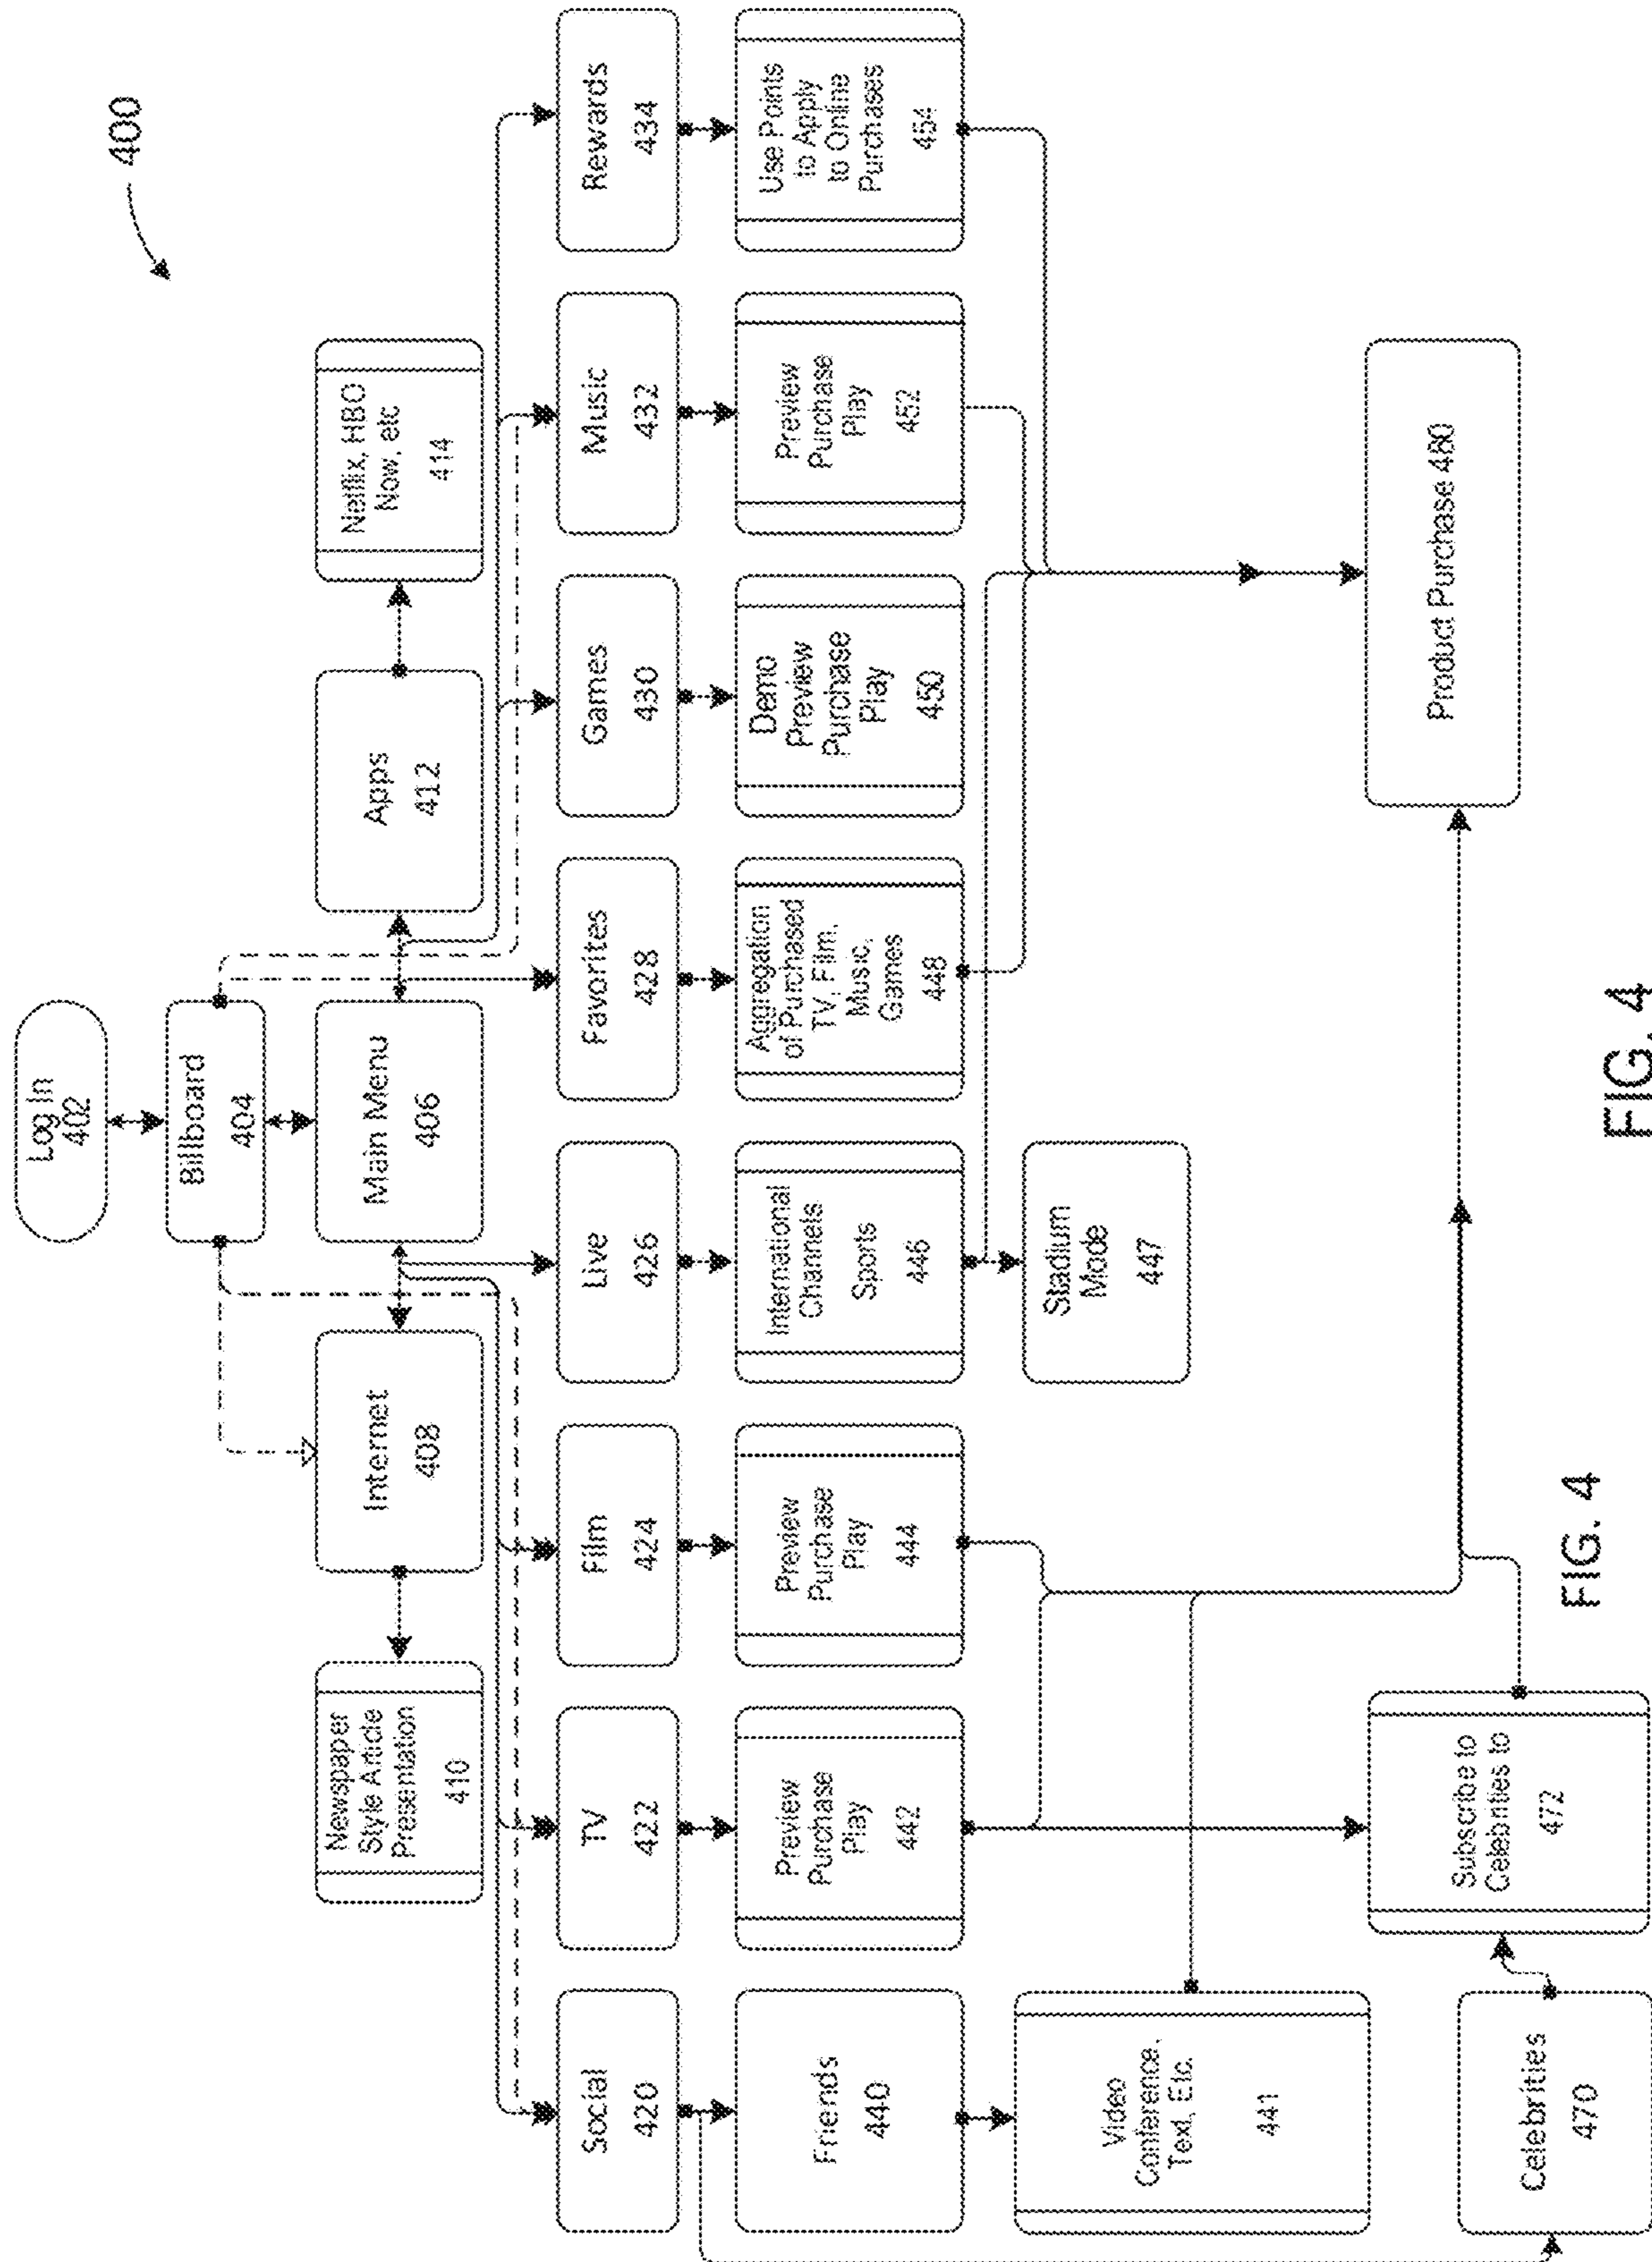 400
Log In
402
Billboard
404
Newspaper
Style Article
Presentation
410
Internet
408
Main Menu
406
Apps
412
Netflix, HBO
Now, etc
414
Social
420
TV
422
Film
424
Live
426
Favorites
428
Games
430
Music
432
Rewards
434
Friends
440
Preview
Purchase
Play
442
Preview
Purchase
Play
444
International
Channels
Sports
446
Aggregation
of Purchased
TV, Film,
Music,
Games
448
Demo
Preview
Purchase
Play
450
Preview
Purchase
Play
452
Use Points
to Apply
to Online
Purchases
454
Video
Conference,
Text, Etc.
441
Stadium
Mode
447
Celebrities
470
Subscribe to
Celebrities to
472
Product Purchase 480
FIG. 4
FIG. 4